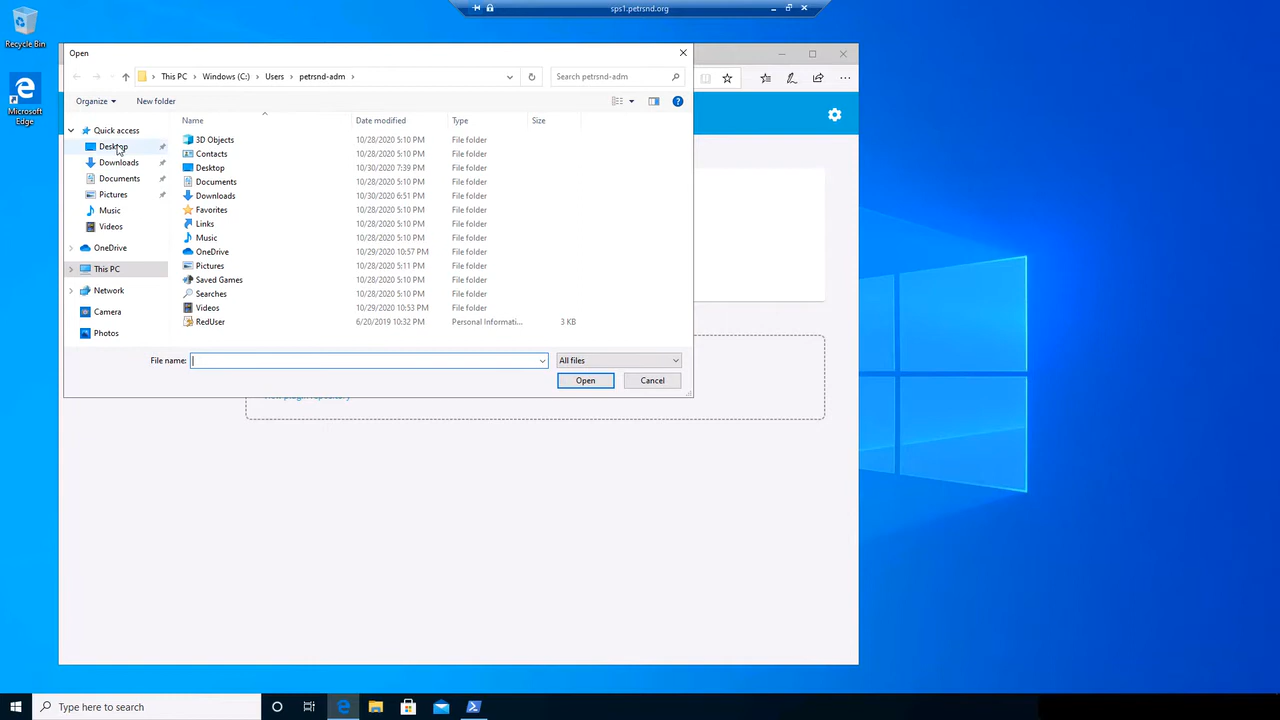 sps1.petrsnd.org
Recycle Bin
Microsoft
Edge
Open
This PC
Windows (C:)
Users
petrsnd-adm
Search petrsnd-adm
Organize
New folder
Name
Date modified
Type
Size
Quick access
Desktop
Downloads
Documents
Pictures
Music
Videos
OneDrive
This PC
Network
Camera
Photos
3D Objects 10/28/2020 5:10 PM File folder
Contacts 10/28/2020 5:10 PM File folder
Desktop 10/30/2020 7:39 PM File folder
Documents 10/28/2020 5:10 PM File folder
Downloads 10/30/2020 6:51 PM File folder
Favorites 10/28/2020 5:10 PM File folder
Links 10/28/2020 5:10 PM File folder
Music 10/28/2020 5:10 PM File folder
OneDrive 10/29/2020 10:57 PM File folder
Pictures 10/28/2020 5:11 PM File folder
Saved Games 10/28/2020 5:10 PM File folder
Searches 10/28/2020 5:10 PM File folder
Videos 10/29/2020 10:53 PM File folder
RedUser 6/20/2019 10:32 PM Personal Informati... 3 KB
File name:
All files
Open
Cancel
Type here to search